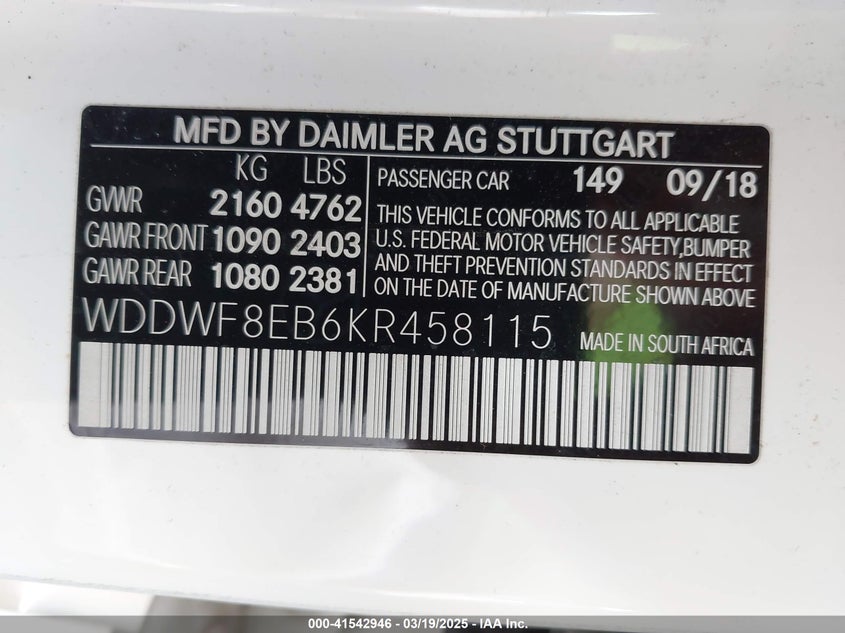 MFD BY DAIMLER AG STUTTGART
KG LBS
GVWR 2160 4762
GAWR FRONT 1090 2403
GAWR REAR 1080 2381
PASSENGER CAR 149 09/18
THIS VEHICLE CONFORMS TO ALL APPLICABLE
U.S. FEDERAL MOTOR VEHICLE SAFETY,BUMPER
AND THEFT PREVENTION STANDARDS IN EFFECT
ON THE DATE OF MANUFACTURE SHOWN ABOVE
WDDWF8EB6KR458115
MADE IN SOUTH AFRICA
000-41542946 - 03/19/2025 - IAA Inc.